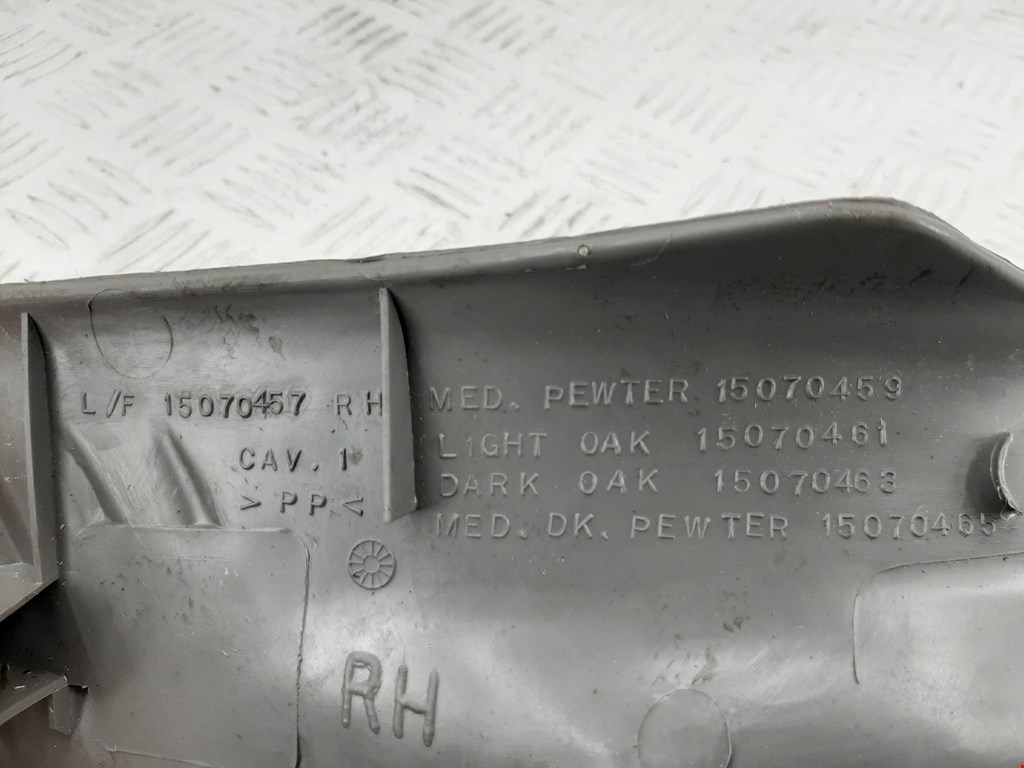 L/F 15070457 RH
CAV. 1
>PP<
MED. PEWTER 15070459
LIGHT OAK 15070461
DARK OAK 15070463
MED. DK. PEWTER 15070465
RH